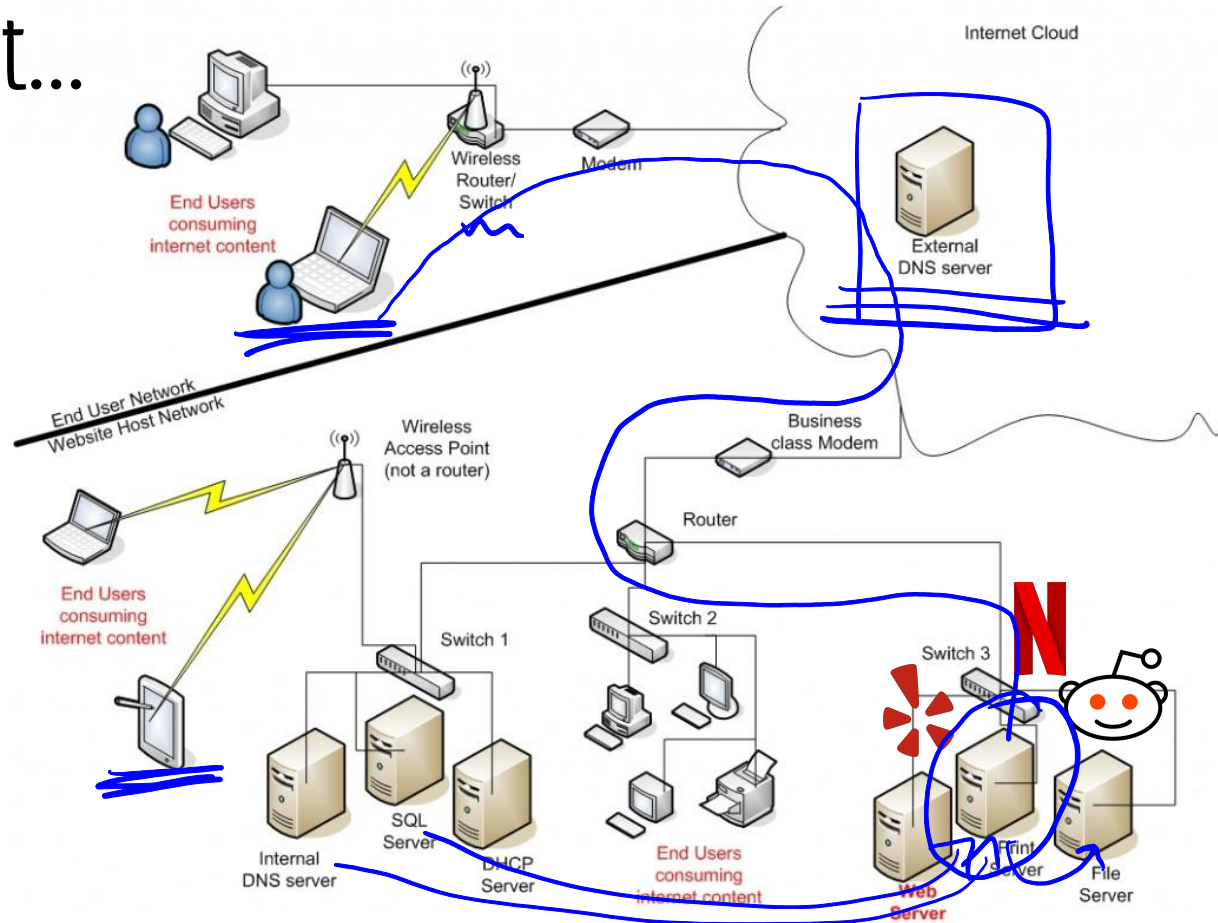 t...
Internet Cloud
Wireless
Router/
Switch
Modem
End Users
consuming
internet content
External
DNS server
End User Network
Website Host Network
Wireless
Access Point
(not a router)
Business
class Modem
Router
End Users
consuming
internet content
Switch 1
Switch 2
Switch 3
N
SQL
Server
Internal
DNS server
DHCP
Server
End Users
consuming
internet content
Web
Server
Print
Server
File
Server